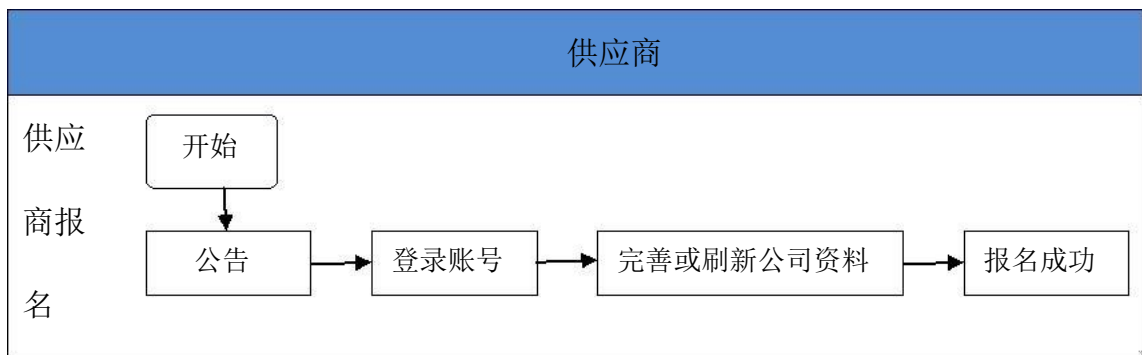 供应商
供应
商报
名
开始
公告
登录账号
完善或刷新公司资料
报名成功